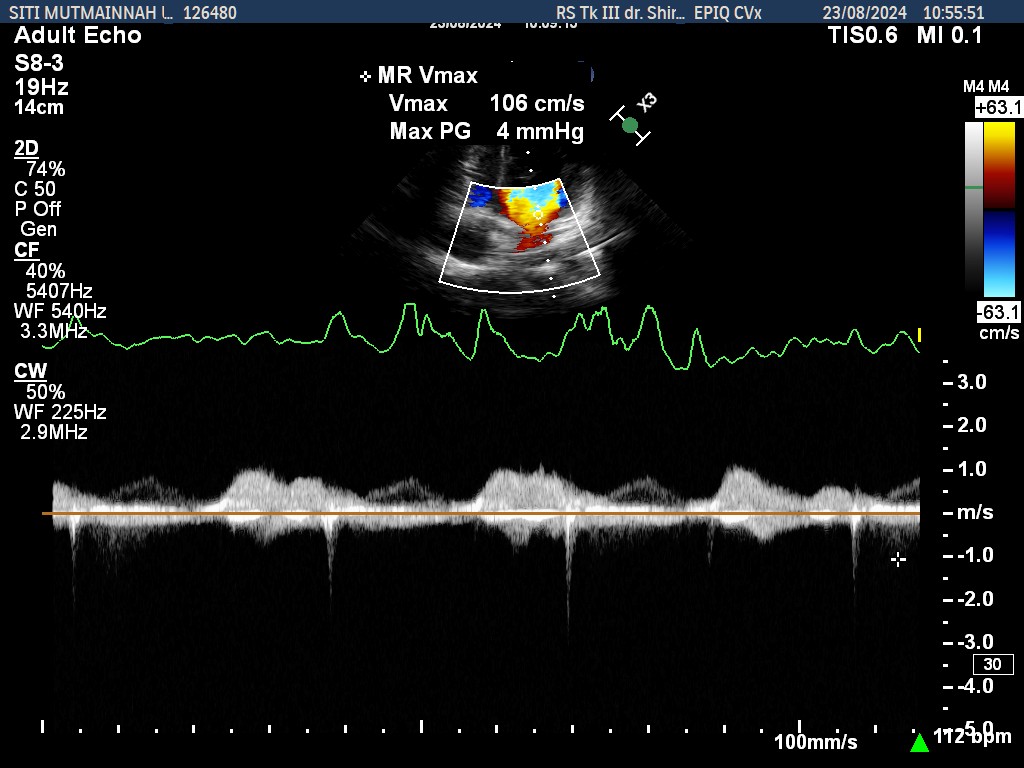 SITI MUTMAINNAH (... 126480 RS Tk III dr. Shir... EPIQ CVx 23/08/2024 10:55:51
23/08/2024
Adult Echo TIS0.6 MI 0.1
S8-3
19Hz
14cm
MR Vmax
Vmax 106 cm/s
Max PG 4 mmHg
X3
M4 M4
+63.1
-63.1
cm/s
2D
74%
C 50
P Off
Gen
CF
40%
5407Hz
WF 540Hz
3.3MHz
CW
50%
WF 225Hz
2.9MHz
3.0
2.0
1.0
m/s
-1.0
-2.0
-3.0
30
-4.0
-5.0
100mm/s
112 bpm